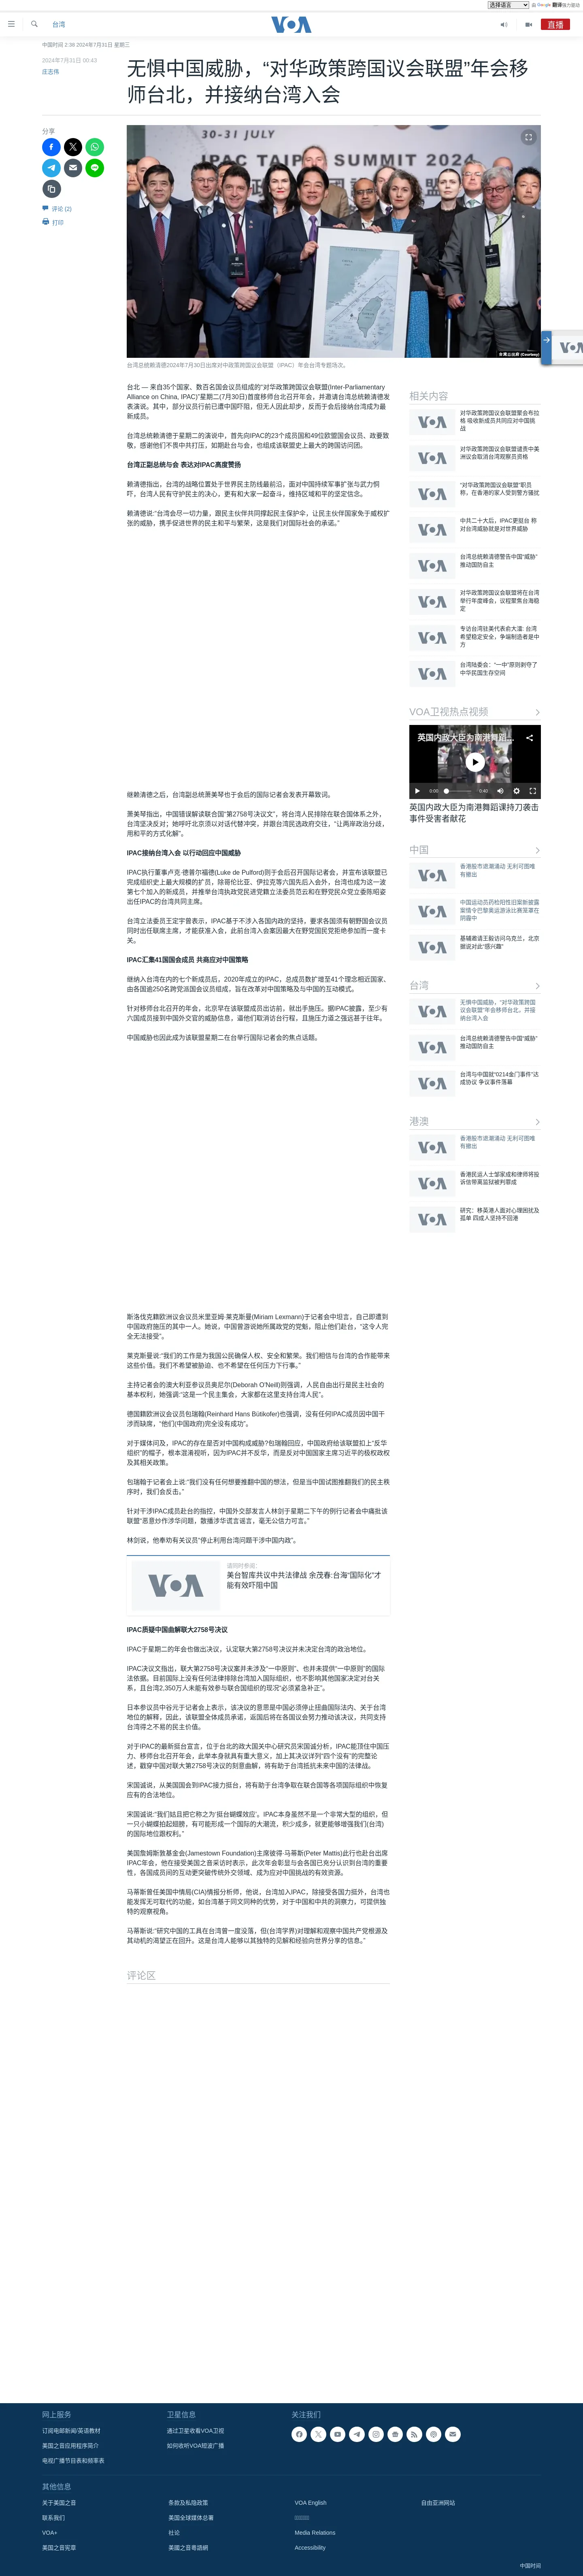 选择语言 由 Google 翻译强力驱动
台湾
VOA
直播
中国时间 2:38 2024年7月31日 星期三
2024年7月31日 00:43
庄志伟
无惧中国威胁，“对华政策跨国议会联盟”年会移
师台北，并接纳台湾入会
分享
评论 (2)
打印
30-31 JULY IPAC TAIPEI SUMMIT 2024
台湾总统府 (Courtesy)
台湾总统赖清德2024年7月30日出席对中政策跨国议会联盟（IPAC）年会台湾专题场次。
台北 — 来自35个国家、数百名国会议员组成的“对华政策跨国议会联盟(Inter-Parliamentary
Alliance on China, IPAC)”星期二(7月30日)首度移师台北召开年会，并邀请台湾总统赖清德发
表演说。其中，部分议员行前已遭中国阻挠，但无人因此却步，反而于会后接纳台湾成为最
新成员。
台湾总统赖清德于星期二的演说中，首先向IPAC的23个成员国和49位欧盟国会议员、政要致
敬，感谢他们不畏中共打压，出席该联盟成立以来最大的跨国访问团。
台湾正副总统与会 表达对IPAC高度赞扬
赖清德指出，台湾的战略位置处于世界民主防线最前沿，面对中国持续军事扩张与武力恫
吓，台湾人民有守护民主的决心，更有和大家一起奋斗，维持区域和平的坚定信念。
赖清德说:“台湾会尽一切力量，跟民主伙伴共同撑起民主保护伞，让民主伙伴国家免于威权扩
张的威胁，携手促进世界的民主和平与繁荣，这是我们对国际社会的承诺。”
继赖清德之后，台湾副总统萧美琴也于会后的国际记者会发表开幕致词。
萧美琴指出，中国错误解读联合国“第2758号决议文”，将台湾人民排除在联合国体系之外，
台湾坚决反对；她呼吁北京须以对话代替冲突，并跟台湾民选政府交往，“让两岸政治分歧，
用和平的方式化解”。
IPAC接纳台湾入会 以行动回应中国威胁
IPAC执行董事卢克·德普尔福德(Luke de Pulford)则于会后召开国际记者会，并宣布该联盟已
完成组织史上最大规模的扩员，除哥伦比亚、伊拉克等六国先后入会外，台湾也成功在这一波
第七个加入的新成员，并推举台湾执政党民进党籍立委范云和最大在野党国民党籍立委陈昭姿
出任IPAC的台湾共同主席。
台湾立法委员王定宇曾表示，IPAC基于不涉入各国内政的坚持，要求各国须有朝野国会议员
同时出任联席主席，才能获准入会，而此前台湾入会案因最大在野党国民党拒绝参加而一度卡
关。
IPAC汇集41国国会成员 共商应对中国策略
继纳入台湾在内的七个新成员后，2020年成立的IPAC，总成员数扩增至41个理念相近国家、
由各国逾250名跨党派国会议员组成、旨在改革对中国策略及与中国的互动模式。
针对移师台北召开的年会，北京早在该联盟成员出访前，就出手施压。据IPAC披露，至少有
六国成员接到中国外交官的威胁信息，逼他们取消访台行程，且施压力道之强远甚于往年。
中国威胁也因此成为该联盟星期二在台举行国际记者会的焦点话题。
斯洛伐克籍欧洲议会议员米里亚姆·莱克斯曼(Miriam Lexmann)于记者会中坦言，自己即遭到
中国政府施压的其中一人。她说，中国曾游说她所属政党的党魁，阻止他们赴台，“这令人完
全无法接受”。
莱克斯曼说:“我们的工作是为我国公民确保人权、安全和繁荣。我们相信与台湾的合作能带来
这些价值。我们不希望被胁迫、也不希望在任何压力下行事。”
主持记者会的澳大利亚参议员奥尼尔(Deborah O'Neill)则强调，人民自由出行是民主社会的
基本权利，她强调:“这是一个民主集会，大家都在这里支持台湾人民”。
德国籍欧洲议会议员包瑞翰(Reinhard Hans Bütikofer)也强调，没有任何IPAC成员因中国干
涉而缺席，“他们(中国政府)完全没有成功”。
对于媒体问及，IPAC的存在是否对中国构成威胁?包瑞翰回应，中国政府给该联盟扣上“反华
组织”的帽子，根本混淆视听，因为IPAC并不反华，而是反对中国国家主席习近平的极权政权
及其相关政策。
包瑞翰于记者会上说:“我们没有任何想要推翻中国的想法，但是当中国试图推翻我们的民主秩
序时，我们会反击。”
针对干涉IPAC成员赴台的指控，中国外交部发言人林剑于星期二下午的例行记者会中痛批该
联盟“恶意炒作涉华问题，散播涉华谎言谣言，毫无公信力可言。”
林剑说，他奉劝有关议员“停止利用台湾问题干涉中国内政”。
请同时参阅：
美台智库共议中共法律战 余茂春:台海“国际化”才
能有效吓阻中国
IPAC质疑中国曲解联大2758号决议
IPAC于星期二的年会也做出决议，认定联大第2758号决议并未决定台湾的政治地位。
IPAC决议文指出，联大第2758号决议案并未涉及“一中原则”、也并未提供“一中原则”的国际
法依据。目前国际上没有任何法律排除台湾加入国际组织，也不影响其他国家决定对台关
系，且台湾2,350万人未能有效参与联合国组织的现况“必须紧急补正”。
日本参议员中谷元于记者会上表示，该决议的意思是中国必须停止扭曲国际法内、关于台湾
地位的解释，因此，该联盟全体成员承诺，返国后将在各国议会努力推动该决议，共同支持
台湾得之不易的民主价值。
对于IPAC的最新挺台宣言，位于台北的政大国关中心研究员宋国诚分析，IPAC能顶住中国压
力、移师台北召开年会，此举本身就具有重大意义，加上其决议详列“四个没有”的完整论
述，戳穿中国对联大第2758号决议的刻意曲解，将有助于台湾抵抗未来中国的法律战。
宋国诚说，从美国国会到IPAC接力挺台，将有助于台湾争取在联合国等各项国际组织中恢复
应有的合法地位。
宋国诚说:“我们姑且把它称之为‘挺台蝴蝶效应’。IPAC本身虽然不是一个非常大型的组织，但
一只小蝴蝶拍起翅膀，有可能形成一个国际的大潮流，积少成多，就更能够增强我们(台湾)
的国际地位跟权利。”
美国詹姆斯敦基金会(Jamestown Foundation)主席彼得·马蒂斯(Peter Mattis)此行也赴台出席
IPAC年会，他在接受美国之音采访时表示，此次年会彰显与会各国已充分认识到台湾的重要
性，各国成员间的互动更突破传统外交领域、成为应对中国挑战的有效资源。
马蒂斯曾任美国中情局(CIA)情报分析师，他说，台湾加入IPAC，除接受各国力挺外，台湾也
能发挥无可取代的功能，如台湾基于同文同种的优势，对于中国和中共的洞察力，可提供独
特的观察视角。
马蒂斯说:“研究中国的工具在台湾曾一度没落，但(台湾学界)对理解和观察中国共产党根源及
其动机的渴望正在回升。这是台湾人能够以其独特的见解和经验向世界分享的信息。”
评论区
相关内容
对华政策跨国议会联盟聚会布拉
格 吸收新成员共同应对中国挑
战
对华政策跨国议会联盟谴责中美
洲议会取消台湾观察员资格
“对华政策跨国议会联盟”职员
称，在香港的家人受到警方骚扰
中共二十大后，IPAC更挺台 称
对台湾威胁就是对世界威胁
台湾总统赖清德警告中国“威胁”
推动国防自主
对华政策跨国议会联盟将在台湾
举行年度峰会，议程聚焦台海稳
定
专访台湾驻美代表俞大㵢: 台湾
希望稳定安全，争端制造者是中
方
台湾陆委会：“一中”原则剥夺了
中华民国生存空间
VOA卫视热点视频
英国内政大臣为南港舞蹈…
0:00 0:43
英国内政大臣为南港舞蹈课持刀袭击
事件受害者献花
中国
香港股市退潮涌动 无利可图唯
有撤出
中国运动员药检阳性旧案新披露
案情令巴黎奥运游泳比赛笼罩在
阴霾中
基辅邀请王毅访问乌克兰，北京
据说对此“感兴趣”
台湾
无惧中国威胁，“对华政策跨国
议会联盟”年会移师台北，并接
纳台湾入会
台湾总统赖清德警告中国“威胁”
推动国防自主
台湾与中国就“0214金门事件”达
成协议 争议事件落幕
港澳
香港股市退潮涌动 无利可图唯
有撤出
香港民运人士邹家成和律师将投
诉信带离监狱被判罪成
研究：移英港人面对心理困扰及
孤单 四成人坚持不回港
网上服务
订阅电邮新闻/英语教材
美国之音应用程序简介
电视广播节目表和频率表
卫星信息
通过卫星收看VOA卫视
如何收听VOA短波广播
关注我们
其他信息
关于美国之音
条款及私隐政策
VOA English
自由亚洲网站
联系我们
美国全球媒体总署
VOA+
社论
Media Relations
美国之音宪章
美國之音粵語網
Accessibility
中国时间